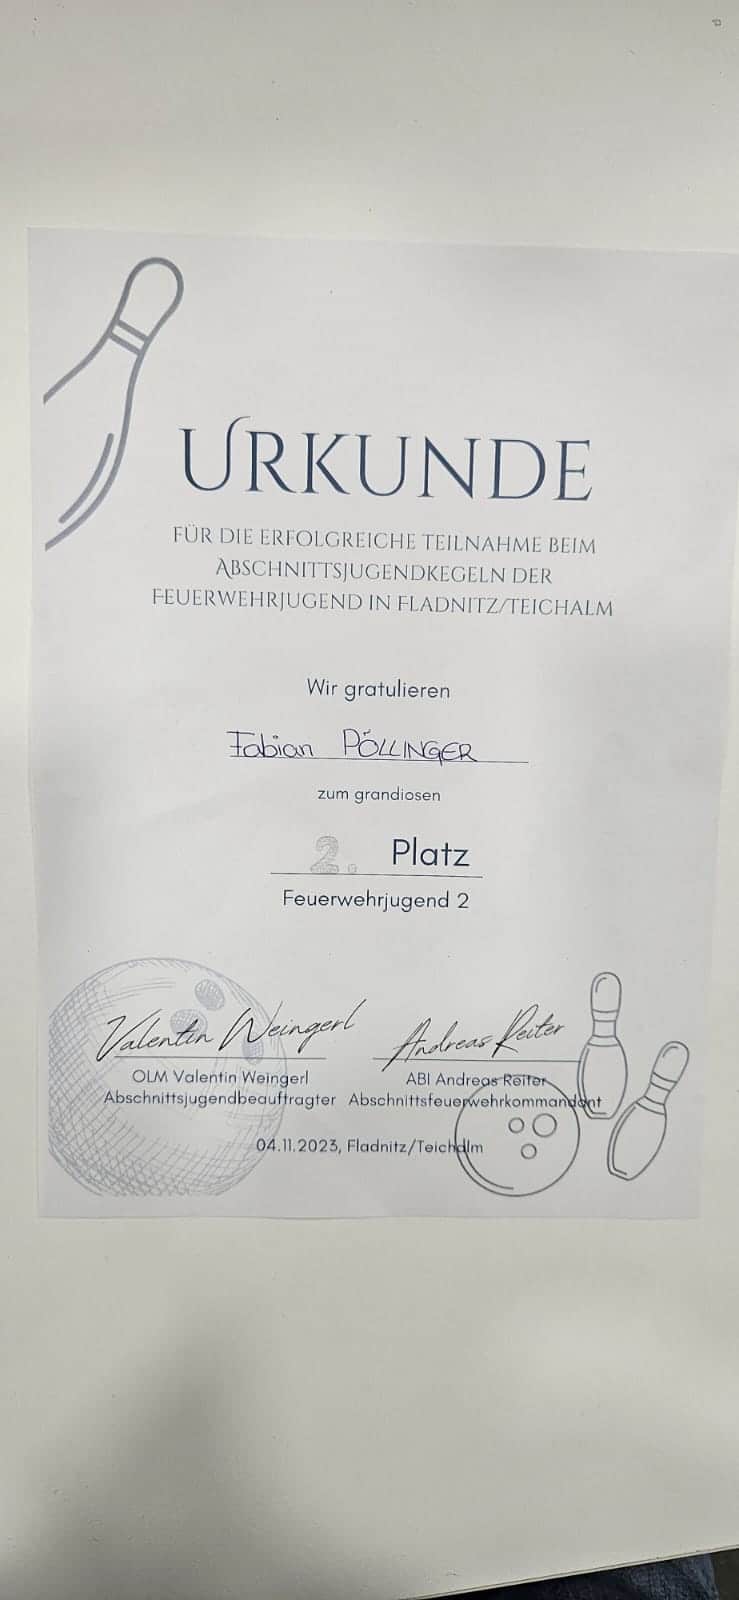 URKUNDE
FÜR DIE ERFOLGREICHE TEILNAHME BEIM
ABSCHNITTSJUGENDKEGELN DER
FEUERWEHRJUGEND IN FLADNITZ/TEICHALM
Wir gratulieren
Fabian PÖLLINGER
zum grandiosen
2. Platz
Feuerwehrjugend 2
Valentin Weingerl Andreas Reiter
OLM Valentin Weingerl ABI Andreas Reiter
Abschnittsjugendbeauftragter Abschnittsfeuerwehrkommandant
04.11.2023, Fladnitz/Teichalm